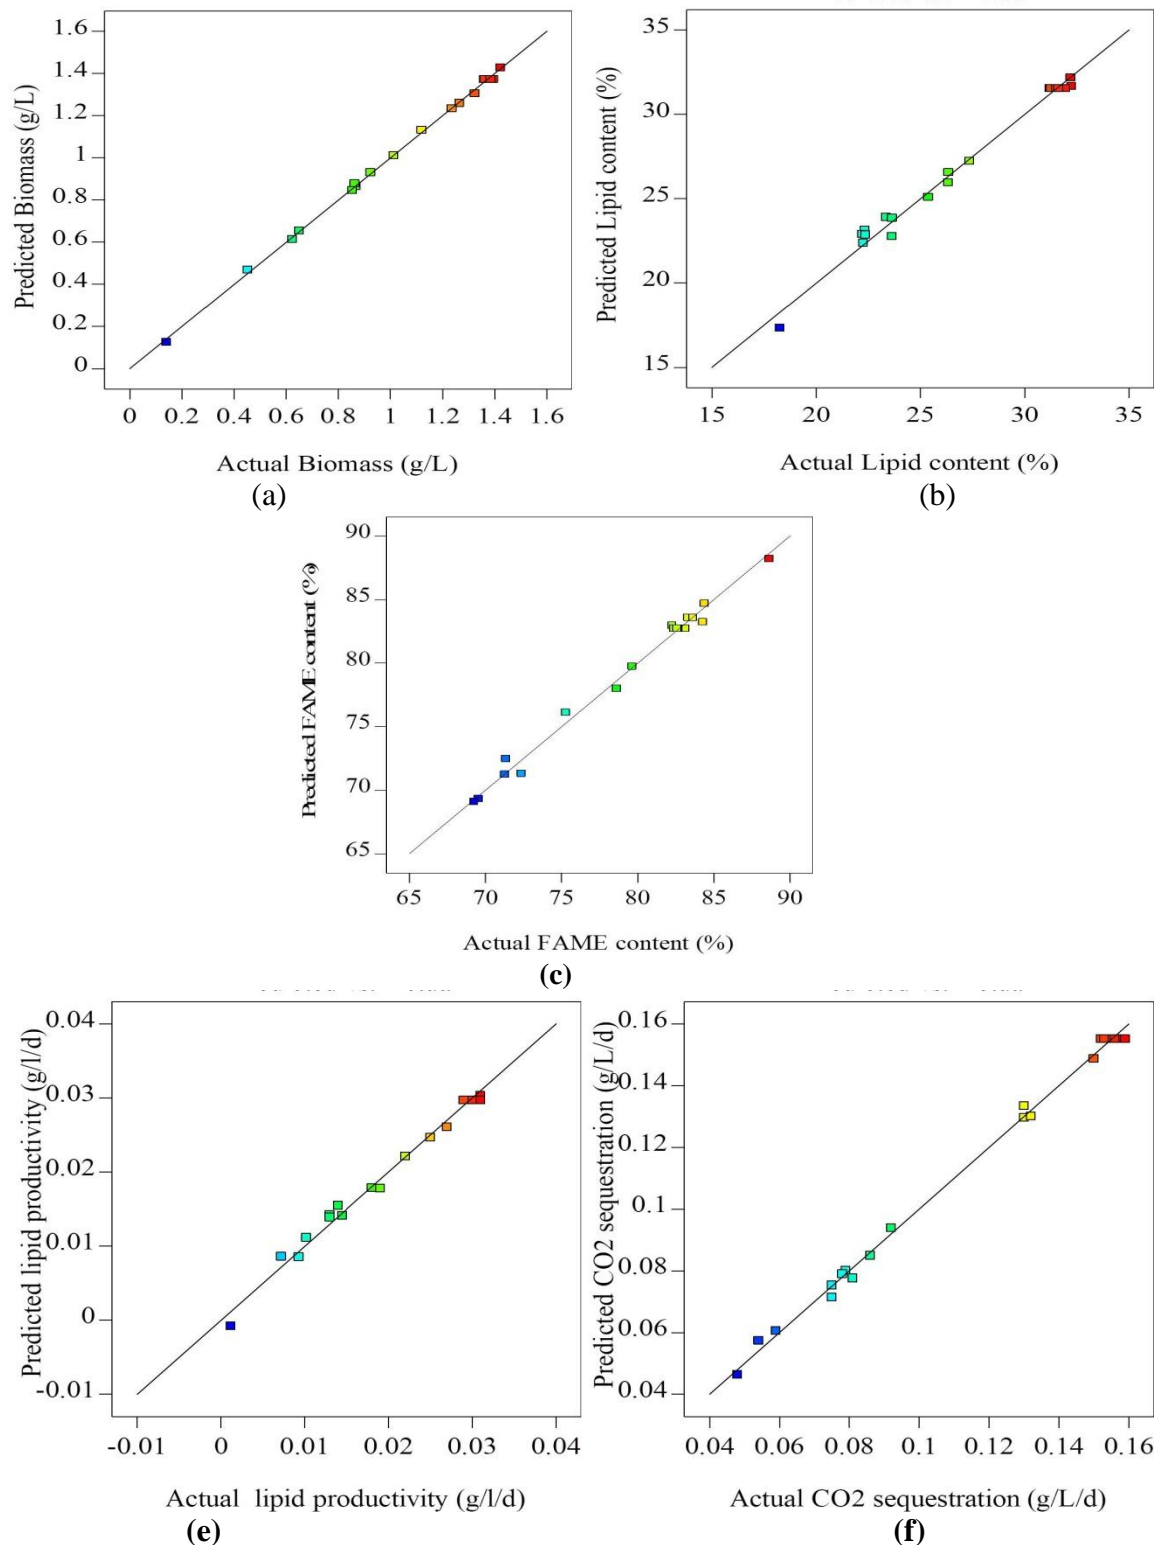 1.6
1.4
1.2
1
0.8
0.6
0.4
0.2
0
Predicted Biomass (g/L)
0 0.2 0.4 0.6 0.8 1 1.2 1.4 1.6
Actual Biomass (g/L)
(a)
35
30
25
20
15
Predicted Lipid content (%)
15 20 25 30 35
Actual Lipid content (%)
(b)
90
85
80
75
70
65
Predicted FAME content (%)
65 70 75 80 85 90
Actual FAME content (%)
(c)
0.04
0.03
0.02
0.01
0
-0.01
Predicted lipid productivity (g/l/d)
-0.01 0 0.01 0.02 0.03 0.04
Actual lipid productivity (g/l/d)
(e)
0.16
0.14
0.12
0.1
0.08
0.06
0.04
Predicted CO2 sequestration (g/L/d)
0.04 0.06 0.08 0.1 0.12 0.14 0.16
Actual CO2 sequestration (g/L/d)
(f)